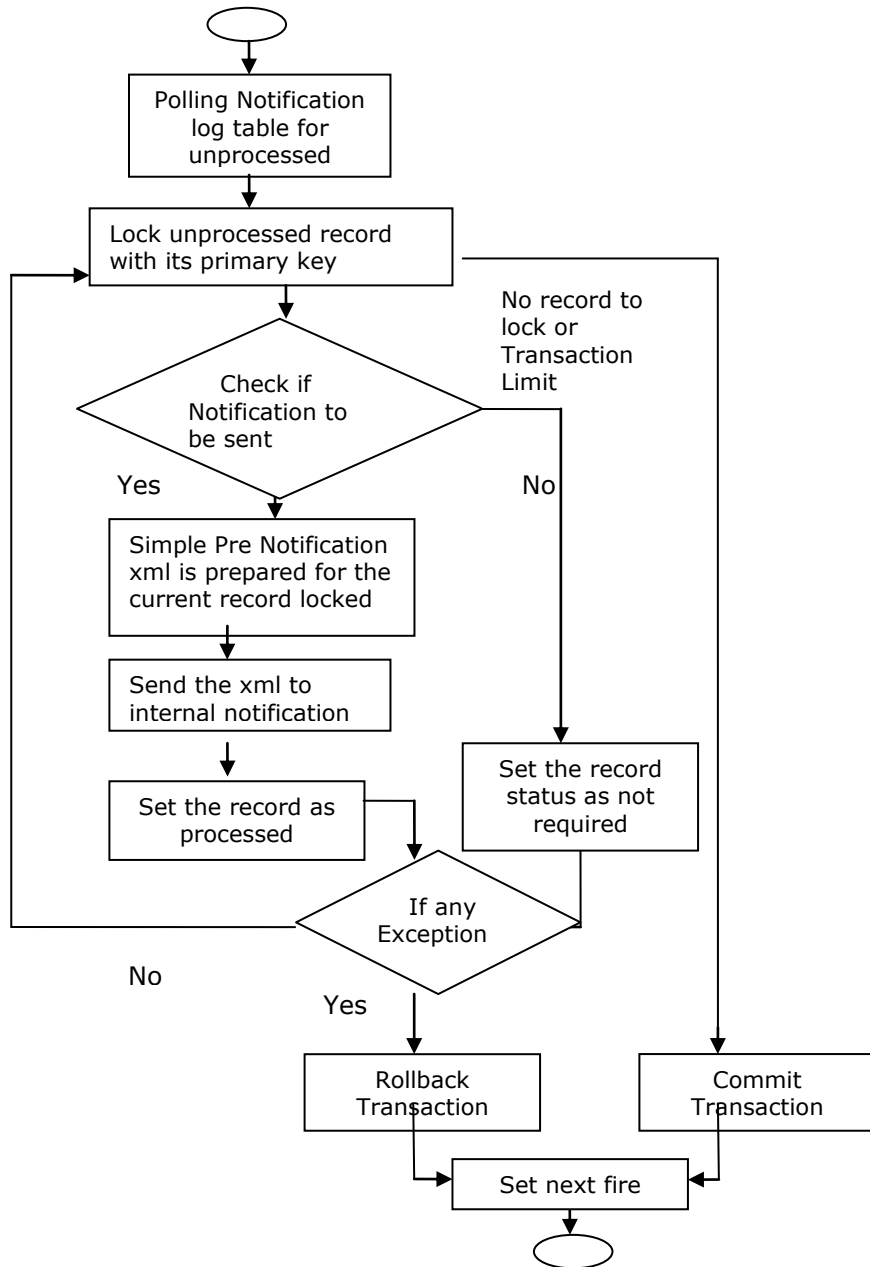 Polling Notification
log table for
unprocessed
Lock unprocessed record
with its primary key
No record to
lock or
Transaction
Limit
Check if
Notification to
be sent
Yes
No
Simple Pre Notification
xml is prepared for the
current record locked
Send the xml to
internal notification
Set the record as
processed
Set the record
status as not
required
If any
Exception
No
Yes
Rollback
Transaction
Commit
Transaction
Set next fire